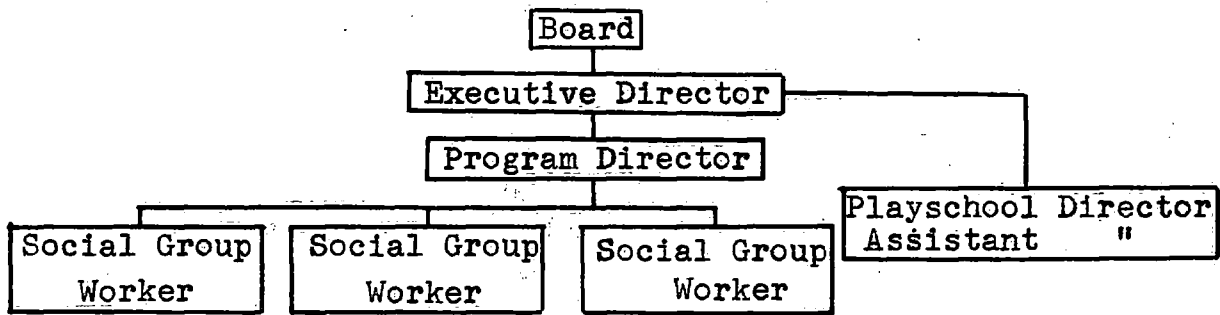 Board
Executive Director
Program Director
Playschool Director
Assistant "
Social Group
Worker
Social Group
Worker
Social Group
Worker